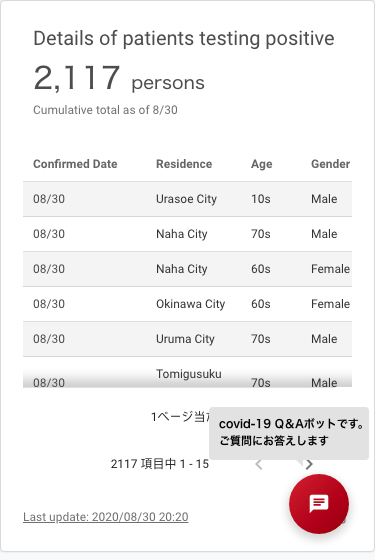 Details of patients testing positive
2,117 persons
Cumulative total as of 8/30
Confirmed Date Residence Age Gender
08/30 Urasoe City 10s Male
08/30 Naha City 70s Male
08/30 Naha City 60s Female
08/30 Okinawa City 60s Female
08/30 Uruma City 70s Male
08/30 Tomigusuku 70s Male
1ページ当
covid-19 Q&Aボットです。
ご質問にお答えします
2117 項目中 1 - 15
Last update: 2020/08/30 20:20